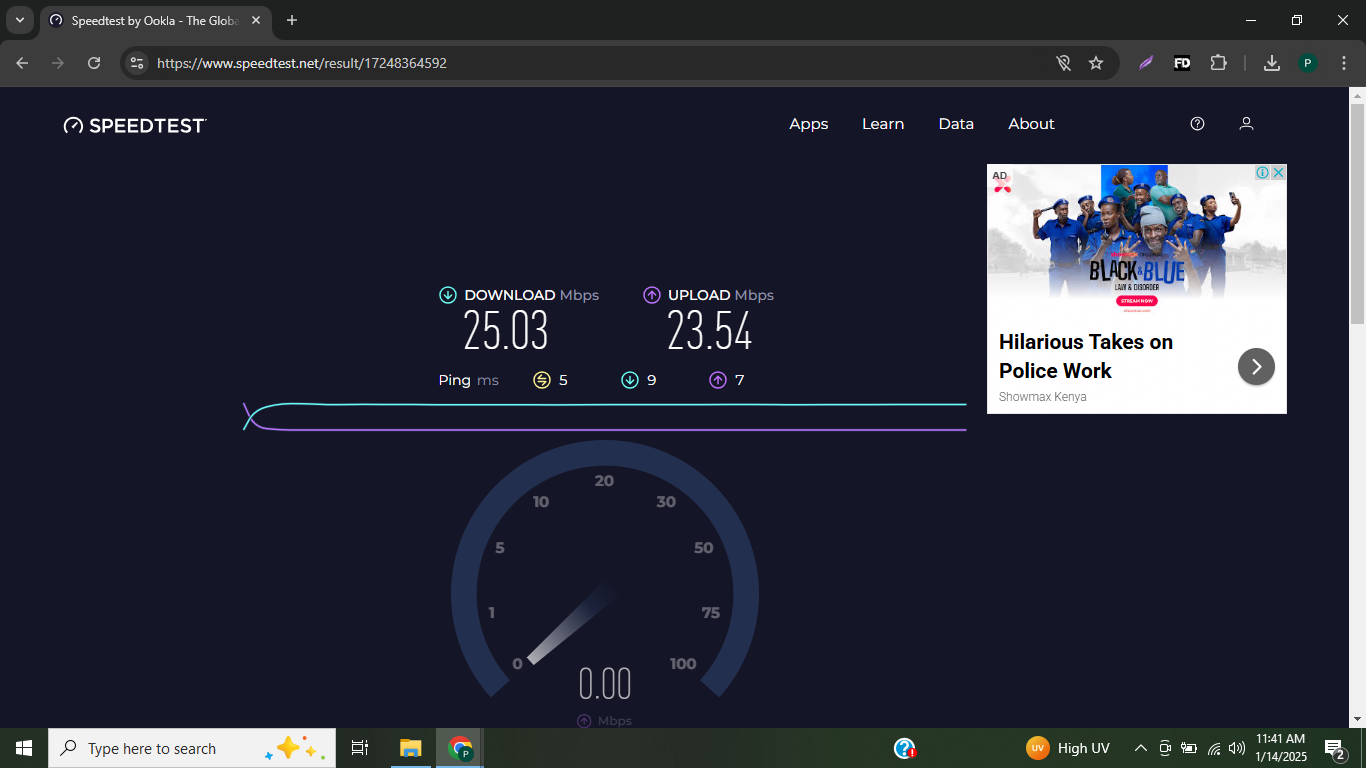 Speedtest by Ookla - The Globa
https://www.speedtest.net/result/17248364592
FD
P
SPEEDTEST
Apps
Learn
Data
About
AD
BLACK & BLUE
LAW & DISORDER
STREAM NOW
Hilarious Takes on
Police Work
Showmax Kenya
DOWNLOAD Mbps
25.03
UPLOAD Mbps
23.54
Ping ms
5
9
7
0
1
5
10
20
30
50
75
100
0.00
Mbps
Type here to search
P
UV
High UV
11:41 AM
1/14/2025
2